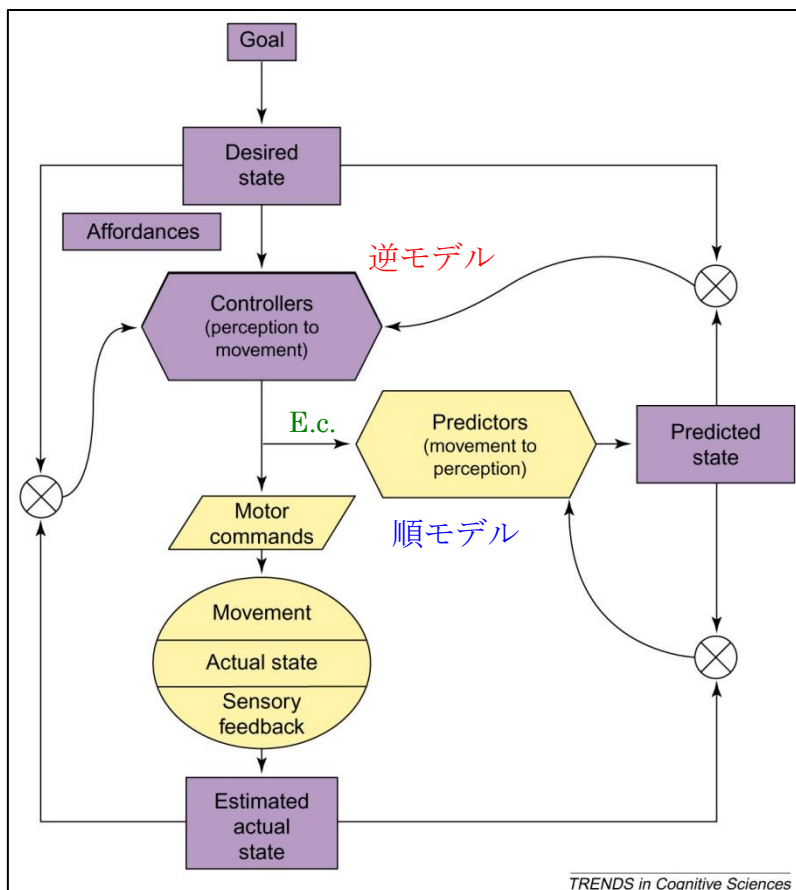 Goal
Desired
state
Affordances
逆モデル
Controllers
(perception to
movement)
E.c.
Predictors
(movement to
perception)
Predicted
state
Motor
commands
順モデル
Movement
Actual state
Sensory
feedback
Estimated
actual
state
TRENDS in Cognitive Sciences